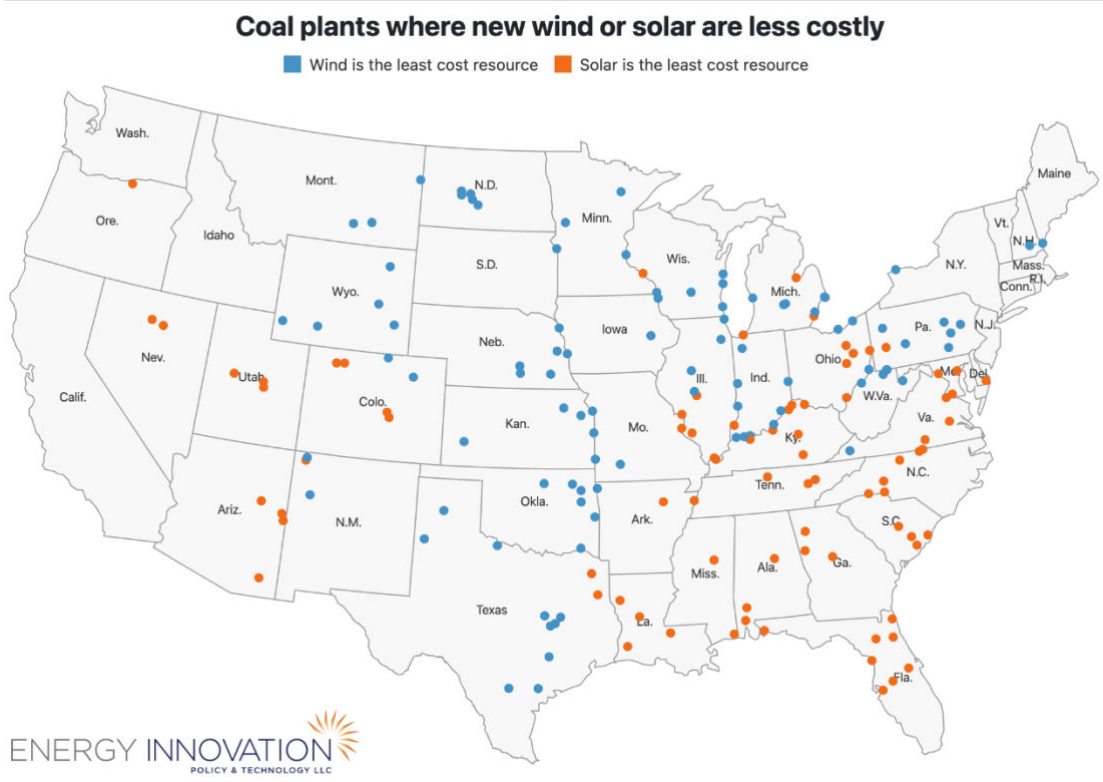 Coal plants where new wind or solar are less costly
Wind is the least cost resource
Solar is the least cost resource
Wash.
Maine
Mont.
N.D.
Ore.
Minn.
Vt.
Idaho
N.H.
S.D.
Wis.
N.Y.
Mass.
R.I.
Conn.
Wyo.
Mich.
Iowa
Pa.
N.J.
Neb.
Nev.
Ohio
Utah
Ill.
Ind.
Md.
Del.
Calif.
Colo.
W.Va.
Kan.
Mo.
Va.
Ky.
N.C.
Tenn.
Okla.
Ariz.
N.M.
Ark.
S.C.
Miss.
Ala.
Ga.
Texas
La.
Fla.
ENERGY INNOVATION
POLICY & TECHNOLOGY LLC